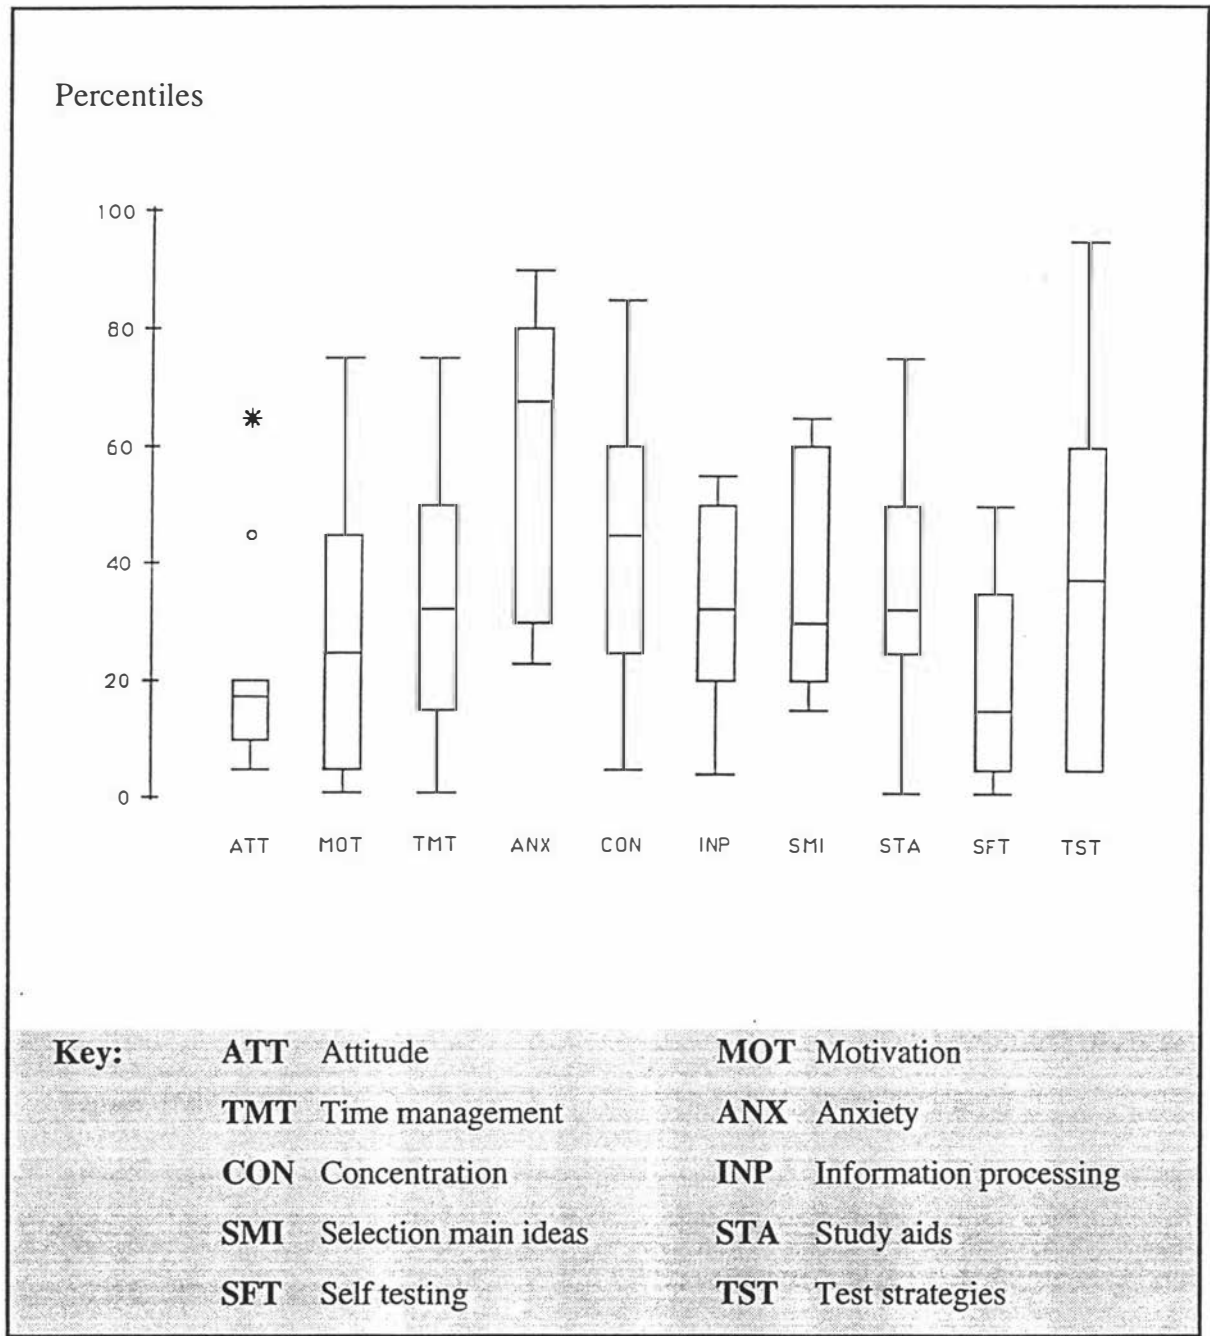 Percentiles
100
80
60
40
20
0
ATT MOT TMT ANX CON INP SMI STA SFT TST
Key: ATT Attitude MOT Motivation
TMT Time management ANX Anxiety
CON Concentration INP Information processing
SMI Selection main ideas STA Study aids
SFT Self testing TST Test strategies